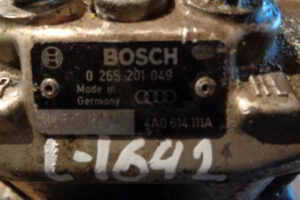 BOSCH
0 265 201 049
Made in
Germany
4A0 614 111A
L-1642